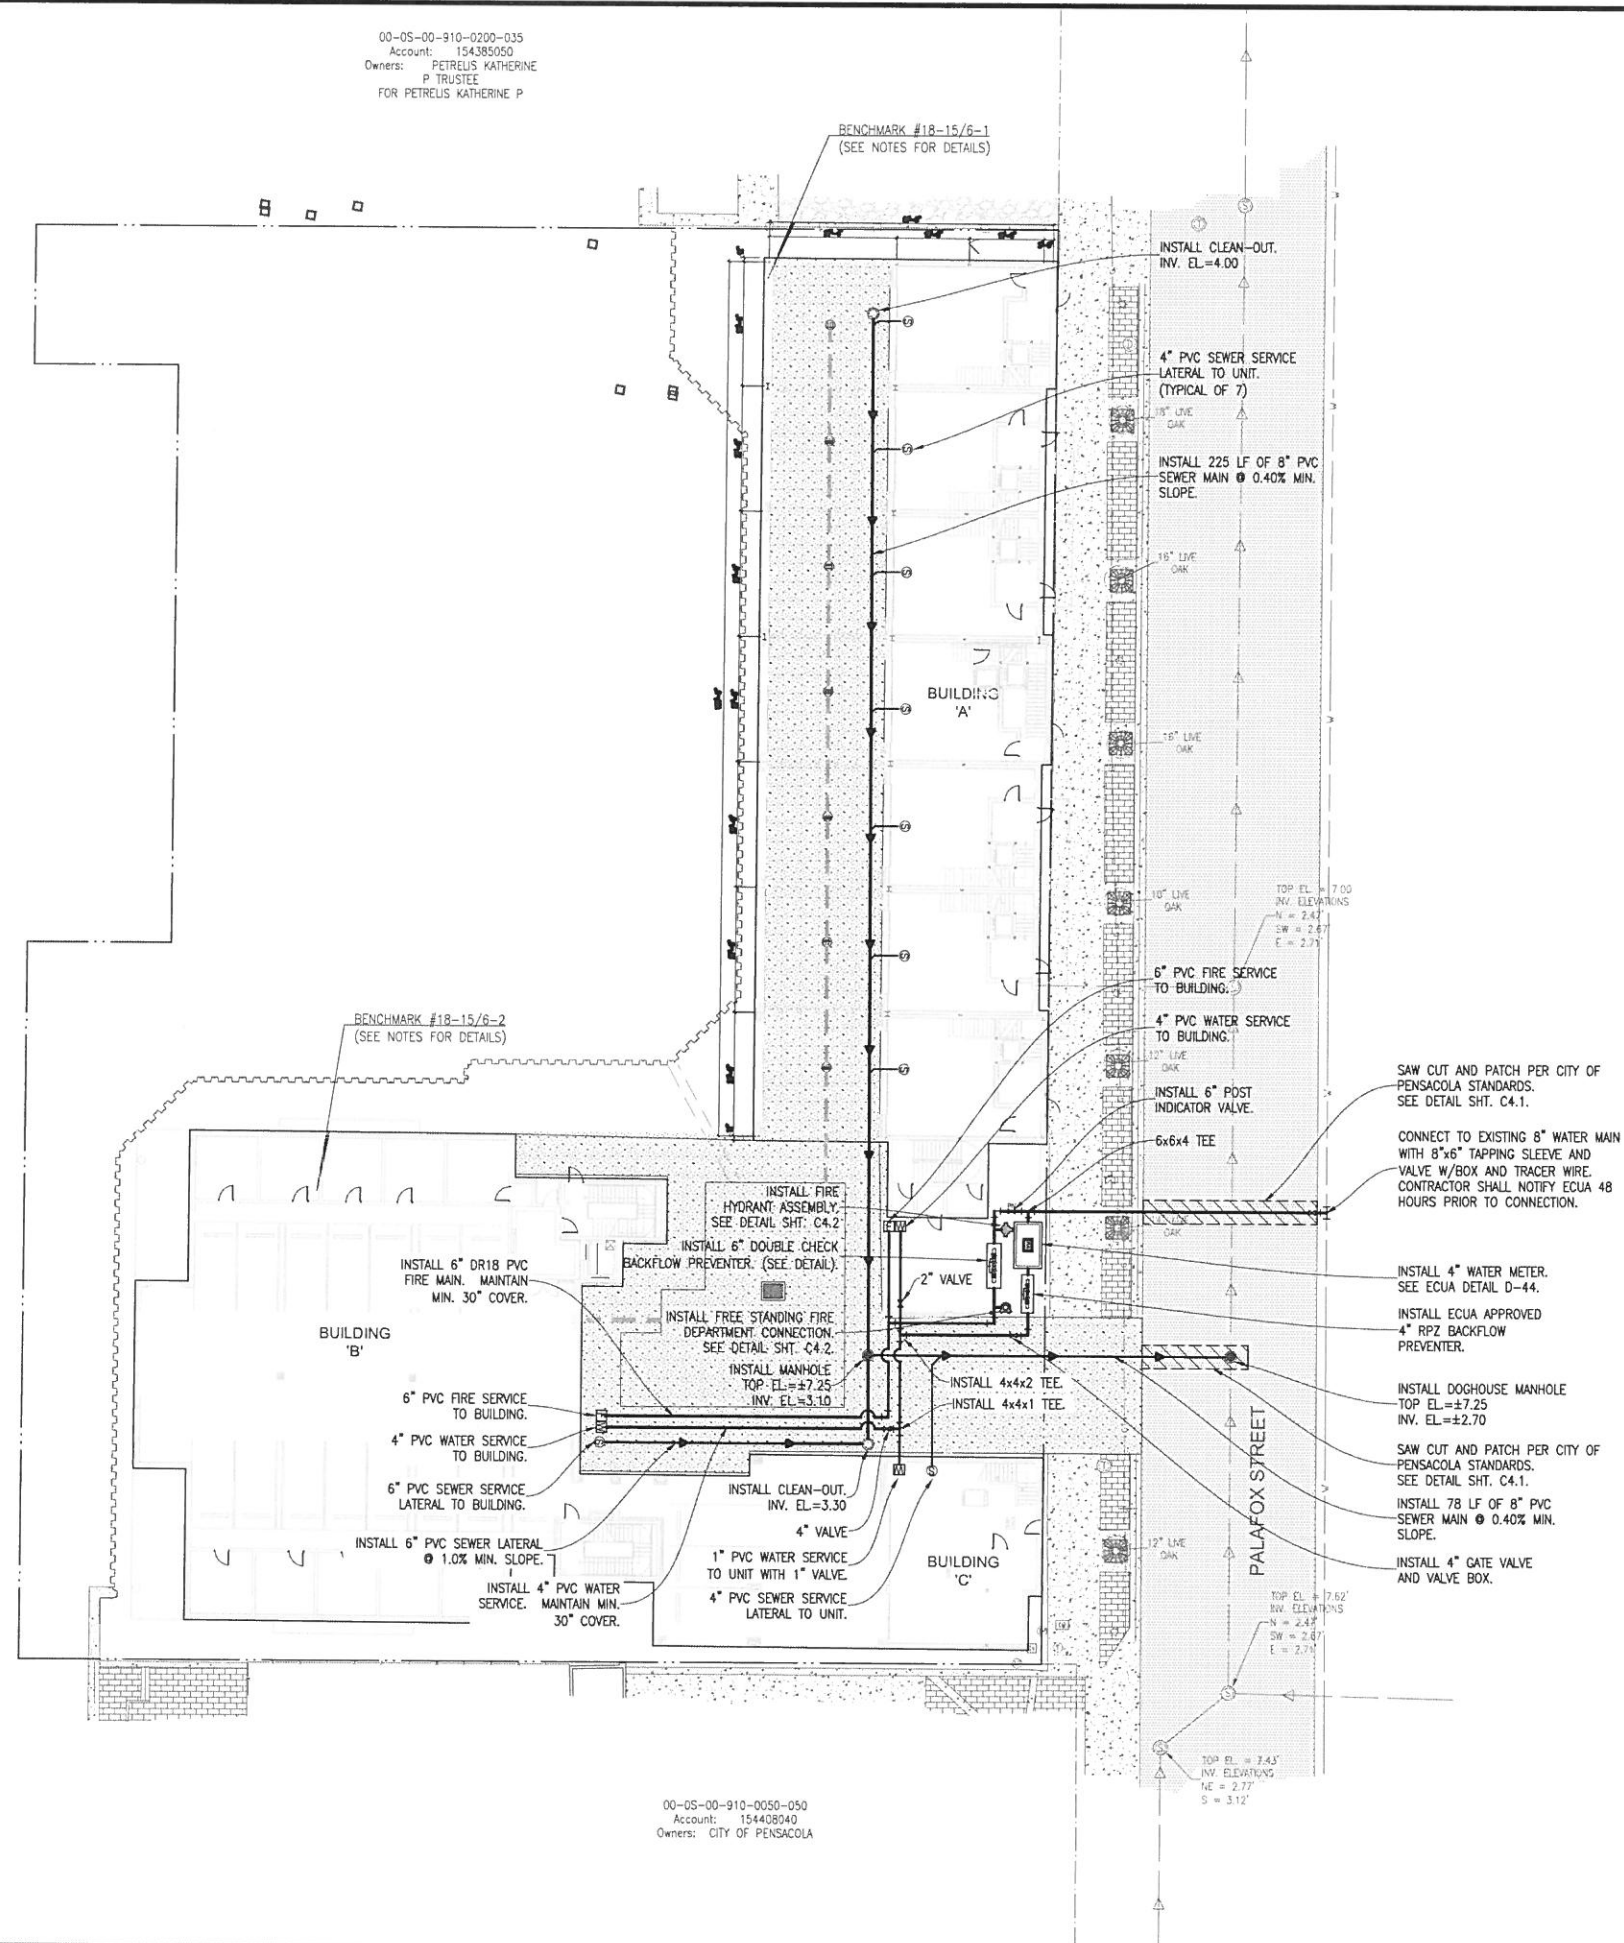 00-0S-00-910-0200-035
Account: 154385050
Owners: PETRELIS KATHERINE
P TRUSTEE
FOR PETRELIS KATHERINE P
BENCHMARK #18-15/6-1
(SEE NOTES FOR DETAILS)
INSTALL CLEAN-OUT.
INV. EL.=4.00
4" PVC SEWER SERVICE
LATERAL TO UNIT.
(TYPICAL OF 7)
18" LIVE
OAK
INSTALL 225 LF OF 8" PVC
SEWER MAIN @ 0.40% MIN.
SLOPE.
16" LIVE
OAK
BUILDING
'A'
16" LIVE
OAK
10" LIVE
OAK
TOP EL. = 7.00
INV. ELEVATIONS
N = 2.47'
SW = 2.67'
E = 2.71'
6" PVC FIRE SERVICE
TO BUILDING.
4" PVC WATER SERVICE
TO BUILDING.
12" LIVE
OAK
BENCHMARK #18-15/6-2
(SEE NOTES FOR DETAILS)
INSTALL 6" POST
INDICATOR VALVE.
6x6x4 TEE
SAW CUT AND PATCH PER CITY OF
PENSACOLA STANDARDS.
SEE DETAIL SHT. C4.1.
CONNECT TO EXISTING 8" WATER MAIN
WITH 8"x6" TAPPING SLEEVE AND
VALVE W/BOX AND TRACER WIRE.
CONTRACTOR SHALL NOTIFY ECUA 48
HOURS PRIOR TO CONNECTION.
OAK
INSTALL FIRE
HYDRANT ASSEMBLY.
SEE DETAIL SHT. C4.2
INSTALL 6" DOUBLE CHECK
BACKFLOW PREVENTER. (SEE DETAIL).
2" VALVE
INSTALL 6" DR18 PVC
FIRE MAIN. MAINTAIN
MIN. 30" COVER.
INSTALL FREE STANDING FIRE
DEPARTMENT CONNECTION.
SEE DETAIL SHT. C4.2.
INSTALL 4" WATER METER.
SEE ECUA DETAIL D-44.
INSTALL ECUA APPROVED
4" RPZ BACKFLOW
PREVENTER.
BUILDING
'B'
INSTALL MANHOLE
TOP EL.=±7.25
INV. EL.=3.10
INSTALL 4x4x2 TEE.
INSTALL 4x4x1 TEE.
INSTALL DOGHOUSE MANHOLE
TOP EL.=±7.25
INV. EL.=±2.70
6" PVC FIRE SERVICE
TO BUILDING.
4" PVC WATER SERVICE
TO BUILDING.
6" PVC SEWER SERVICE
LATERAL TO BUILDING.
SAW CUT AND PATCH PER CITY OF
PENSACOLA STANDARDS.
SEE DETAIL SHT. C4.1.
PALAFOX STREET
INSTALL CLEAN-OUT.
INV. EL.=3.30
4" VALVE
INSTALL 78 LF OF 8" PVC
SEWER MAIN @ 0.40% MIN.
SLOPE.
INSTALL 6" PVC SEWER LATERAL
@ 1.0% MIN. SLOPE.
12" LIVE
OAK
1" PVC WATER SERVICE
TO UNIT WITH 1" VALVE.
BUILDING
'C'
INSTALL 4" GATE VALVE
AND VALVE BOX.
INSTALL 4" PVC WATER
SERVICE. MAINTAIN MIN.
30" COVER.
4" PVC SEWER SERVICE
LATERAL TO UNIT.
TOP EL. = 7.62'
INV. ELEVATIONS
N = 2.47'
SW = 2.67'
E = 2.71'
TOP EL. = 7.43'
INV. ELEVATIONS
NE = 2.77'
S = 3.12'
00-0S-00-910-0050-050
Account: 154408040
Owners: CITY OF PENSACOLA